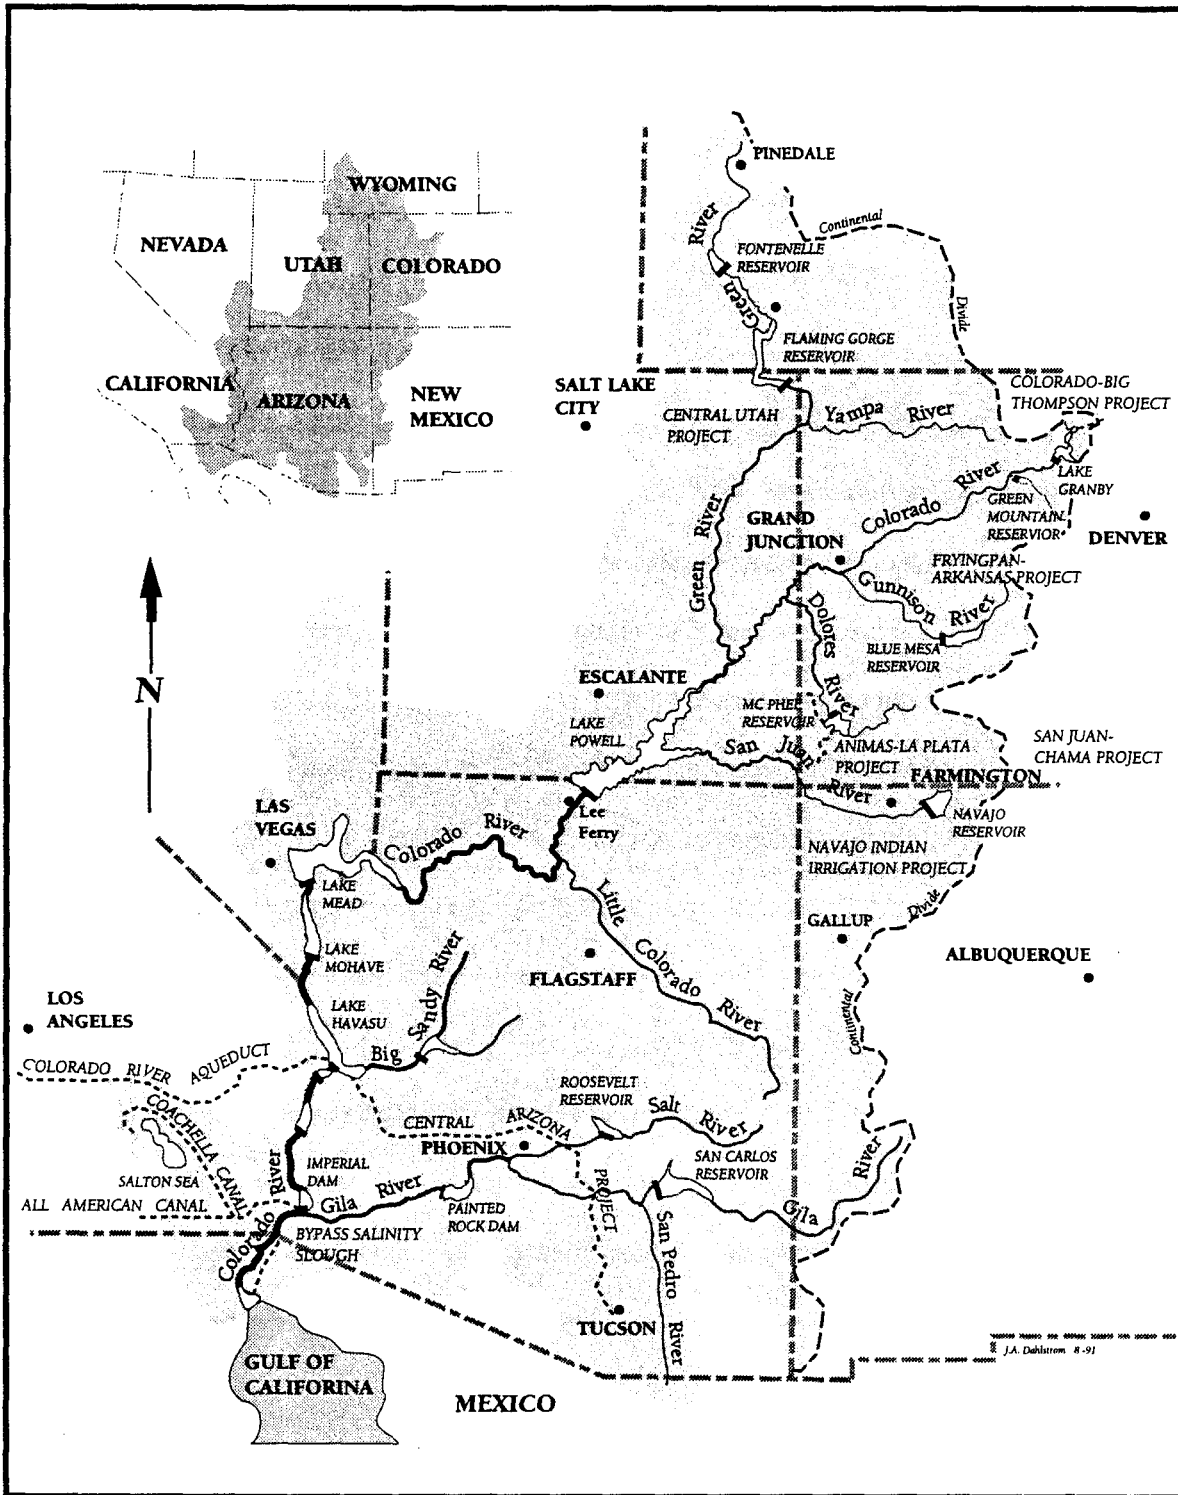 WYOMING
NEVADA
UTAH
COLORADO
CALIFORNIA
ARIZONA
NEW
MEXICO
N
PINEDALE
River
Continental
Divide
FONTENELLE
RESERVOIR
Green
FLAMING GORGE
RESERVOIR
SALT LAKE
CITY
CENTRAL UTAH
PROJECT
Yampa River
COLORADO-BIG
THOMPSON PROJECT
LAKE
GRANBY
Colorado River
GREEN
MOUNTAIN
RESERVIOR
DENVER
Green River
GRAND
JUNCTION
FRYINGPAN-
ARKANSAS PROJECT
Gunnison River
BLUE MESA
RESERVOIR
Dolores River
ESCALANTE
LAKE
POWELL
MC PHEE
RESERVOIR
San Juan River
ANIMAS-LA PLATA
PROJECT
SAN JUAN-
CHAMA PROJECT
FARMINGTON
NAVAJO
RESERVOIR
NAVAJO INDIAN
IRRIGATION PROJECT
LAS
VEGAS
Lee
Ferry
Colorado River
LAKE
MEAD
Little Colorado River
GALLUP
Divide
Continental
ALBUQUERQUE
FLAGSTAFF
LAKE
MOHAVE
LOS
ANGELES
LAKE
HAVASU
Big Sandy River
COLORADO RIVER AQUEDUCT
COACHELLA CANAL
SALTON SEA
ALL AMERICAN CANAL
CENTRAL ARIZONA PROJECT
ROOSEVELT
RESERVOIR
Salt River
PHOENIX
SAN CARLOS
RESERVOIR
IMPERIAL
DAM
Gila River
PAINTED
ROCK DAM
Gila River
Colorado River
BYPASS SALINITY
SLOUGH
San Pedro River
TUCSON
GULF OF
CALIFORINA
MEXICO
J.A. Dahlstrom 8-91